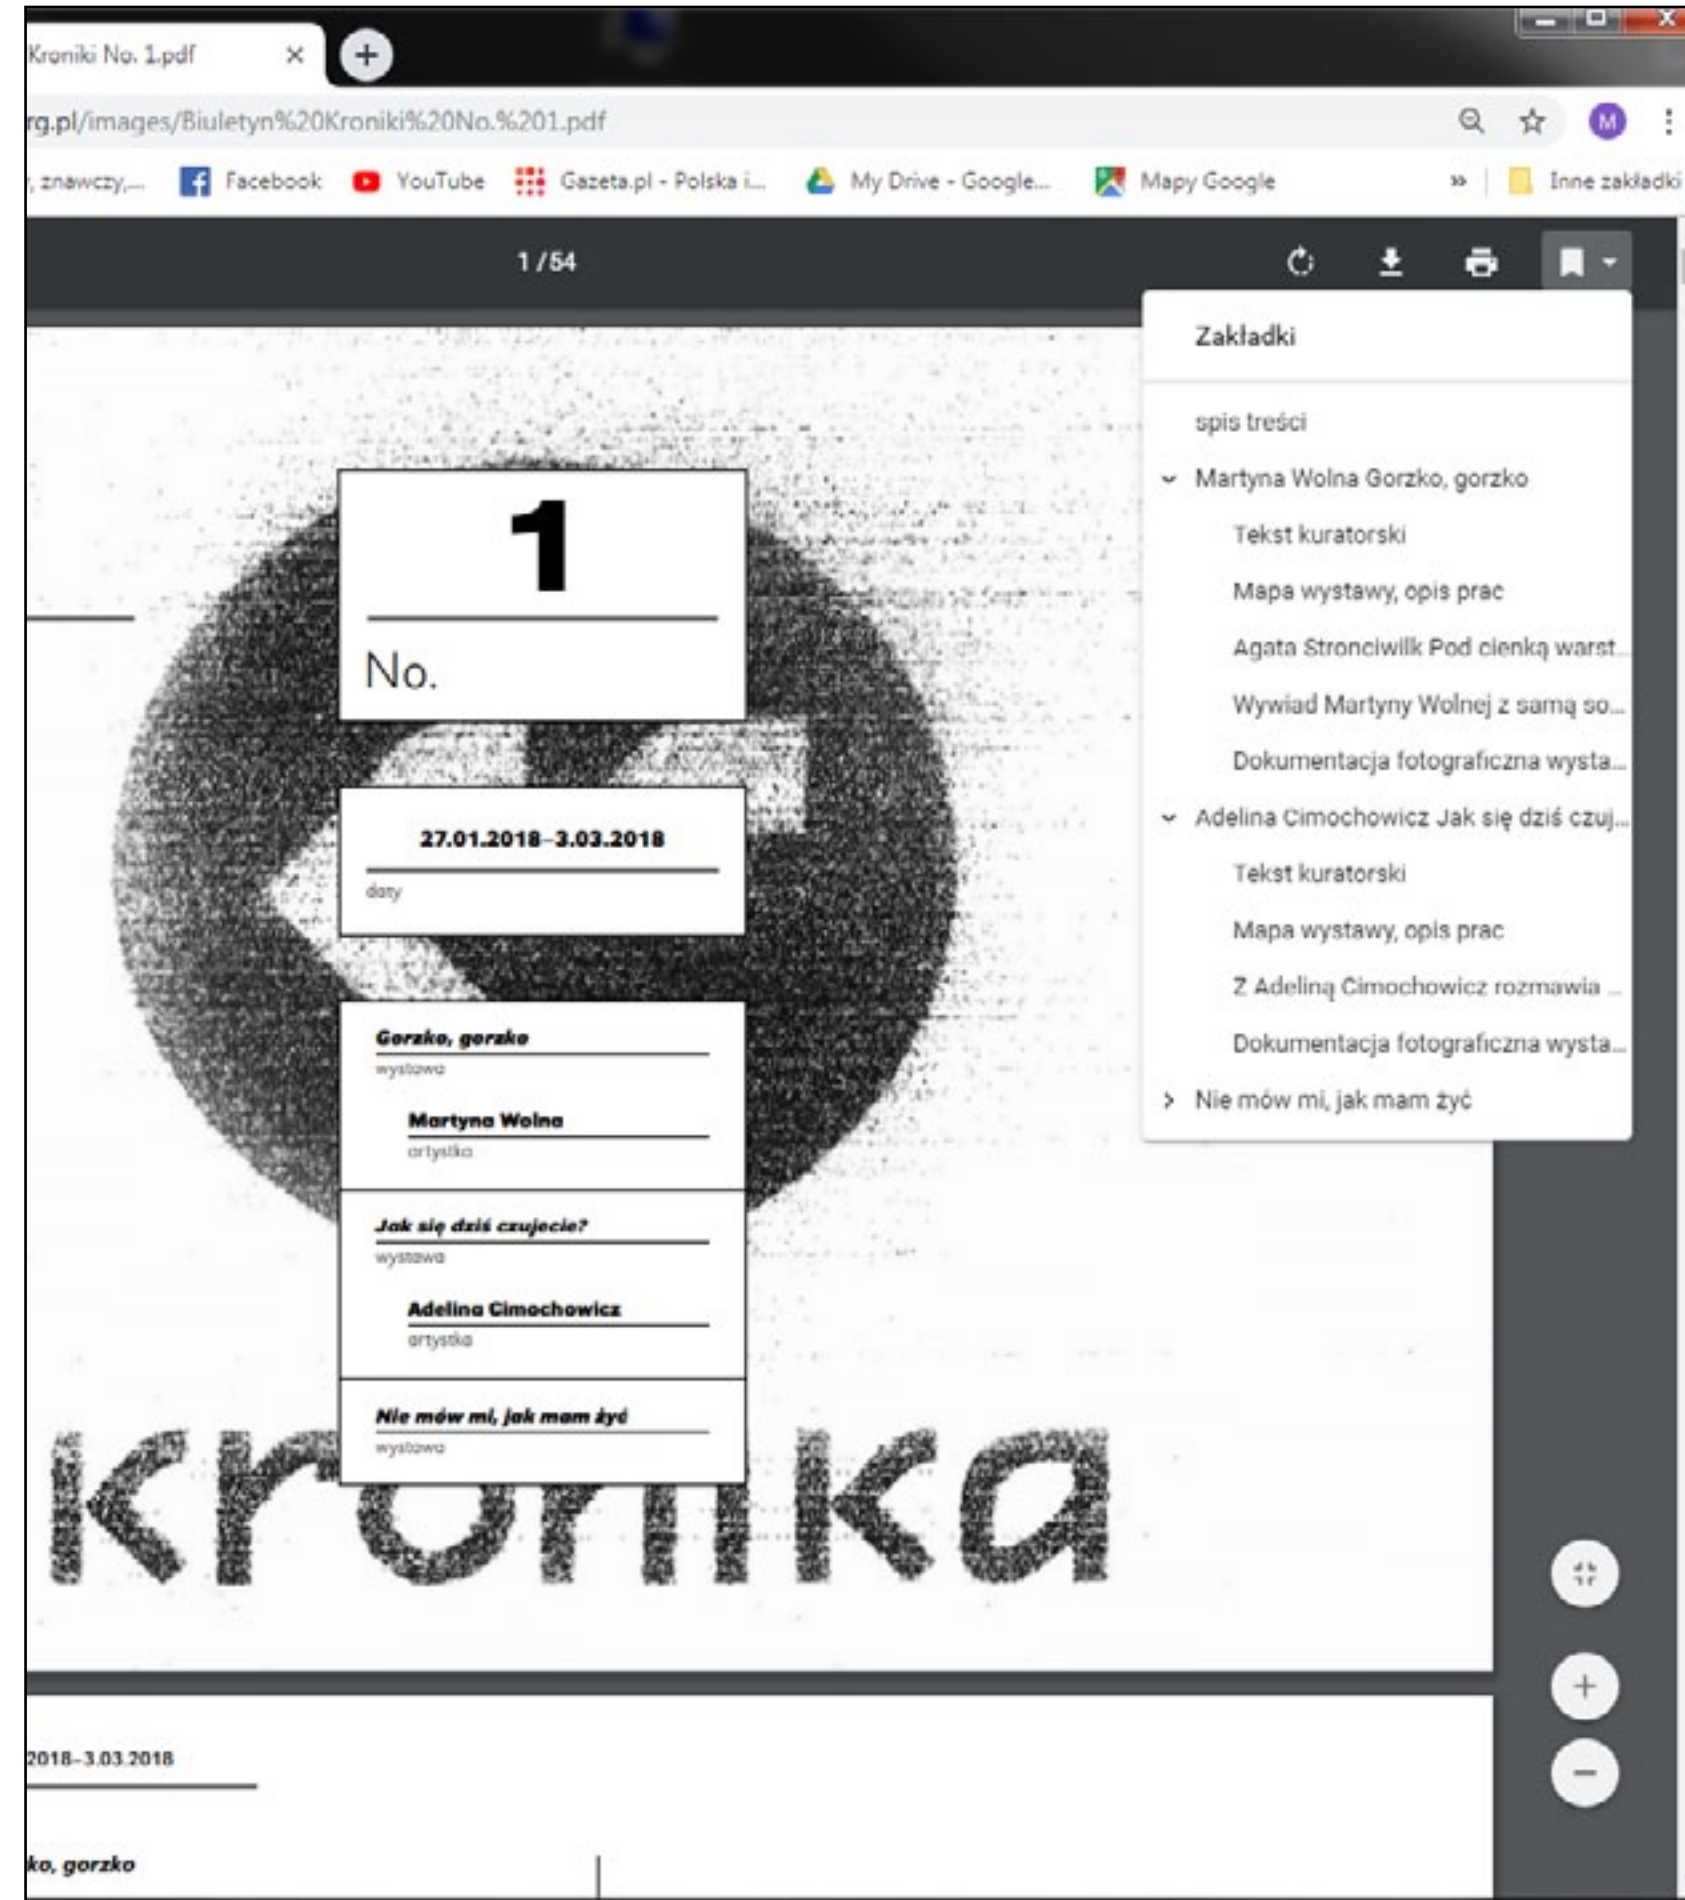 Kroniki No. 1.pdf
rg.pl/images/Biuletyn%20Kroniki%20No.%201.pdf
M
, znawczy,...
Facebook
YouTube
Gazeta.pl - Polska i...
My Drive - Google...
Mapy Google
»
Inne zakładki
1 / 54
Zakładki
spis treści
Martyna Wolna Gorzko, gorzko
Tekst kuratorski
Mapa wystawy, opis prac
Agata Stronciwilk Pod cienką warst...
Wywiad Martyny Wolnej z samą so...
Dokumentacja fotograficzna wysta...
Adelina Cimochowicz Jak się dziś czuj...
Tekst kuratorski
Mapa wystawy, opis prac
Z Adeliną Cimochowicz rozmawia ...
Dokumentacja fotograficzna wysta...
Nie mów mi, jak mam żyć
1
No.
27.01.2018–3.03.2018
daty
Gorzko, gorzko
wystawa
Martyna Wolna
artystka
Jak się dziś czujecie?
wystawa
Adelina Cimochowicz
artystka
Nie mów mi, jak mam żyć
wystawa
kronika
2018–3.03.2018
ko, gorzko